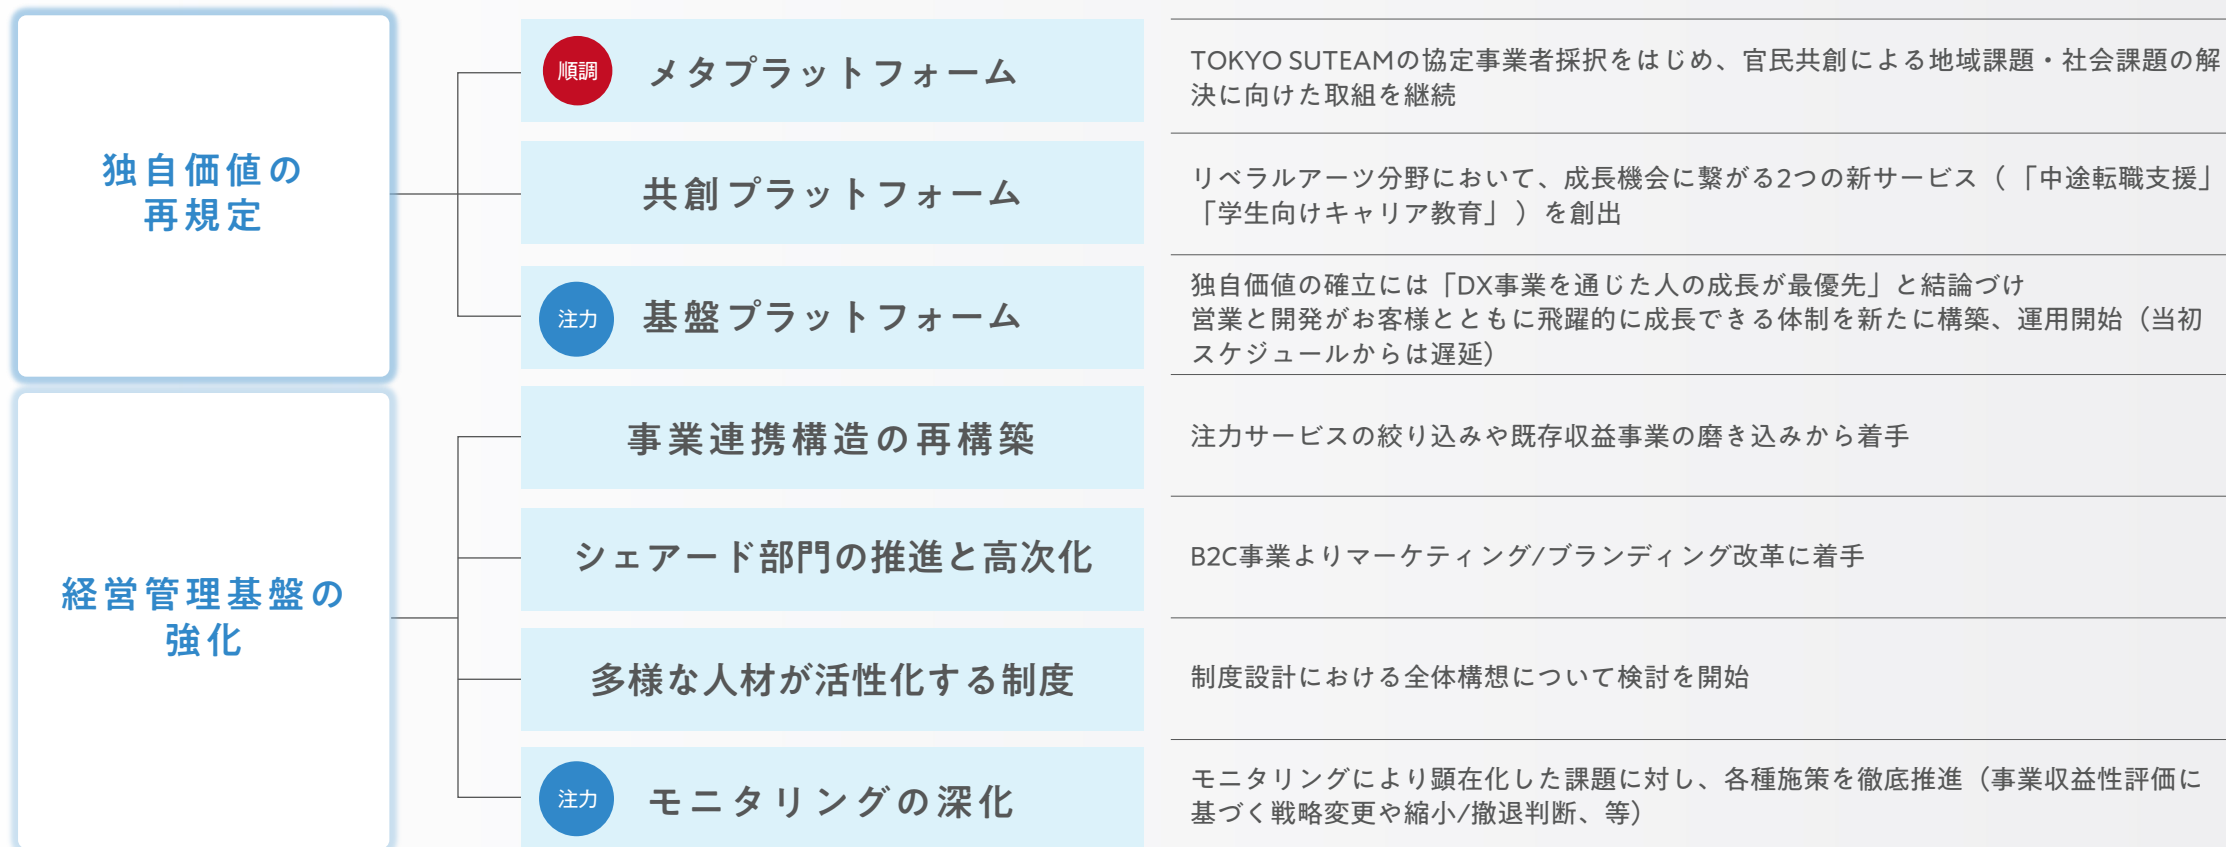 独自価値の
再規定
順調
メタプラットフォーム
TOKYO SUTEAMの協定事業者採択をはじめ、官民共創による地域課題・社会課題の解
決に向けた取組を継続
共創プラットフォーム
リベラルアーツ分野において、成長機会に繋がる2つの新サービス（「中途転職支援」
「学生向けキャリア教育」）を創出
注力
基盤プラットフォーム
独自価値の確立には「DX事業を通じた人の成長が最優先」と結論づけ
営業と開発がお客様とともに飛躍的に成長できる体制を新たに構築、運用開始（当初
スケジュールからは遅延）
経営管理基盤の
強化
事業連携構造の再構築
注力サービスの絞り込みや既存収益事業の磨き込みから着手
シェアード部門の推進と高次化
B2C事業よりマーケティング/ブランディング改革に着手
多様な人材が活性化する制度
制度設計における全体構想について検討を開始
注力
モニタリングの深化
モニタリングにより顕在化した課題に対し、各種施策を徹底推進（事業収益性評価に
基づく戦略変更や縮小/撤退判断、等）